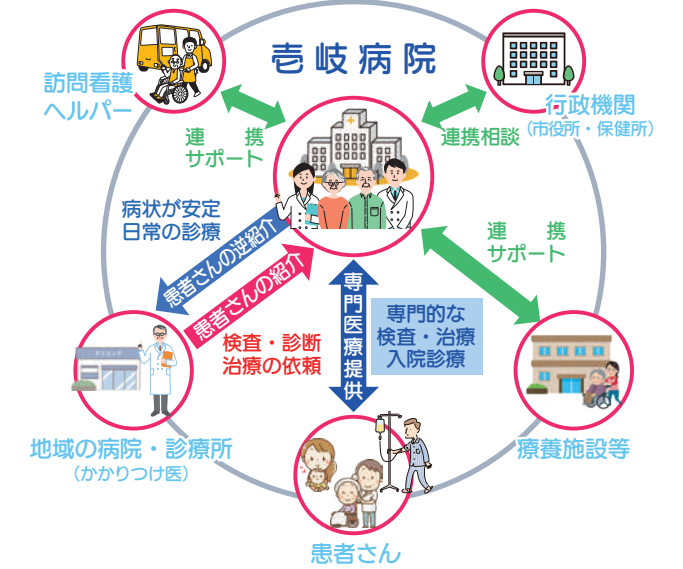 壱岐病院
訪問看護
ヘルパー
行政機関
（市役所・保健所）
連　携
サポート
連携相談
病状が安定
日常の診療
患者さんの逆紹介
患者さんの紹介
連　携
サポート
検査・診断
治療の依頼
専門医療提供
専門的な
検査・治療
入院診療
クリニック
地域の病院・診療所
（かかりつけ医）
療養施設等
患者さん